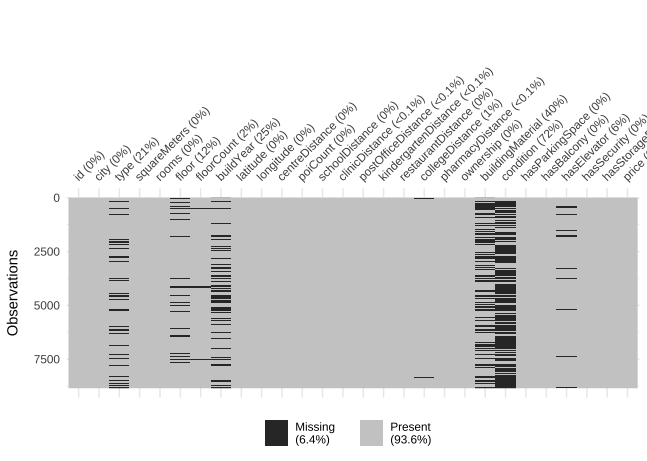 id (0%)
city (0%)
type (21%)
squareMeters (0%)
rooms (0%)
floor (12%)
floorCount (2%)
buildYear (25%)
latitude (0%)
longitude (0%)
centreDistance (0%)
poiCount (0%)
schoolDistance (0%)
clinicDistance (<0.1%)
postOfficeDistance (<0.1%)
kindergartenDistance (<0.1%)
restaurantDistance (0%)
collegeDistance (1%)
pharmacyDistance (<0.1%)
ownership (0%)
buildingMaterial (40%)
condition (72%)
hasParkingSpace (0%)
hasBalcony (0%)
hasElevator (6%)
hasSecurity (0%)
hasStorage
price (
0
2500
5000
7500
Observations
Missing
(6.4%)
Present
(93.6%)